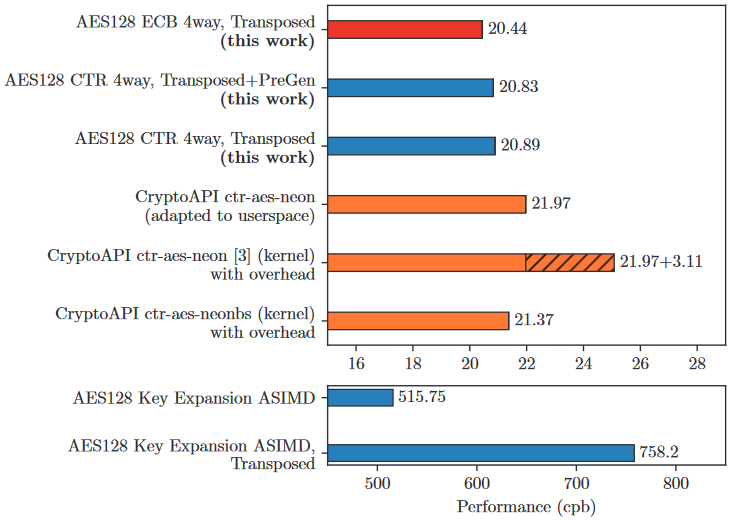 AES128 ECB 4way, Transposed
(this work)
20.44
AES128 CTR 4way, Transposed+PreGen
(this work)
20.83
AES128 CTR 4way, Transposed
(this work)
20.89
CryptoAPI ctr-aes-neon
(adapted to userspace)
21.97
CryptoAPI ctr-aes-neon [3] (kernel)
with overhead
21.97+3.11
CryptoAPI ctr-aes-neonbs (kernel)
with overhead
21.37
16 18 20 22 24 26 28
AES128 Key Expansion ASIMD
515.75
AES128 Key Expansion ASIMD,
Transposed
758.2
500 600 700 800
Performance (cpb)